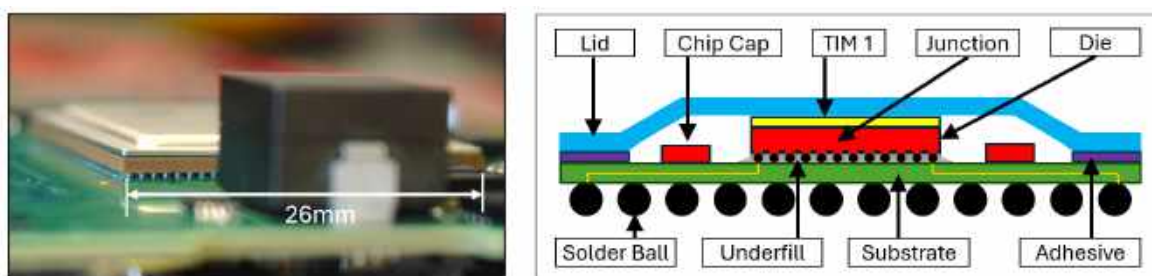 26mm
Lid
Chip Cap
TIM 1
Junction
Die
Solder Ball
Underfill
Substrate
Adhesive